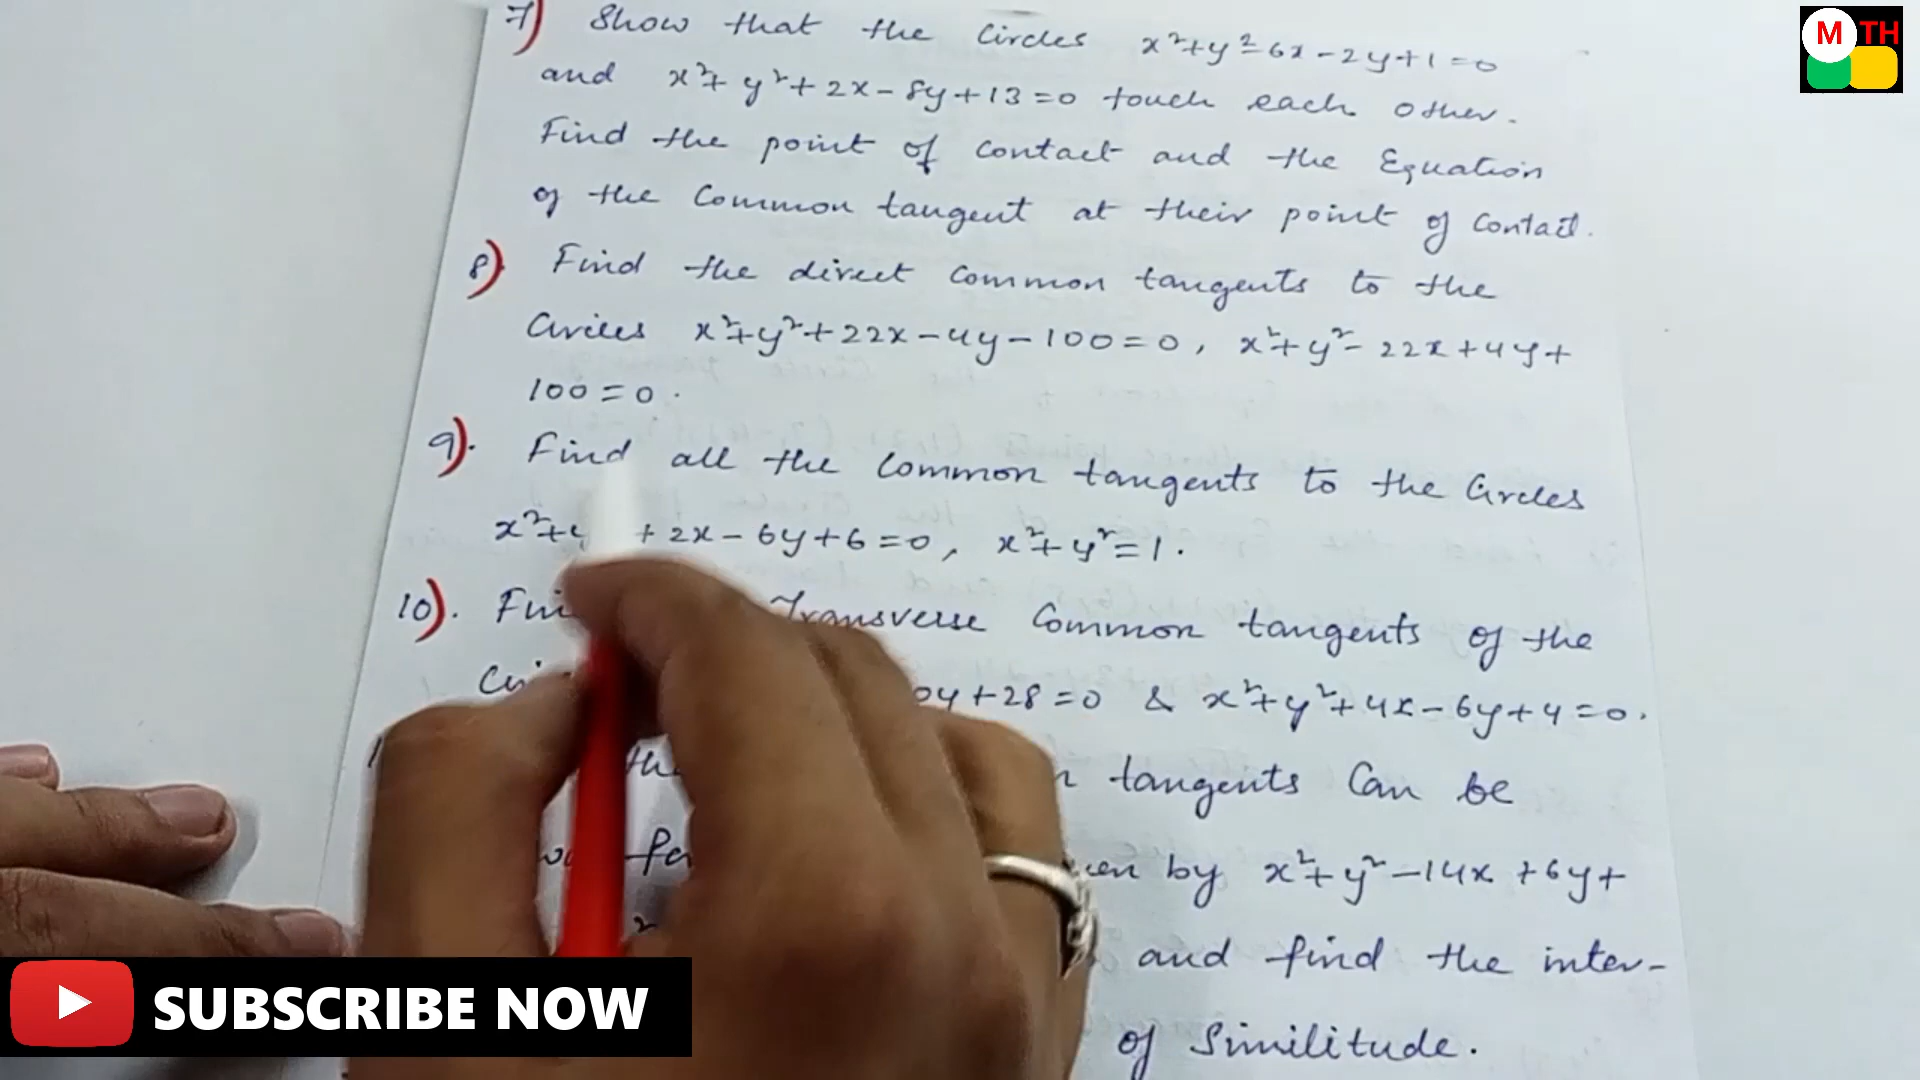 7) Show that the Circles x²+y²-6x-2y+1=0
and x²+y²+2x-8y+13=0 touch each other.
Find the point of contact and the Equation
of the Common tangent at their point of Contact.
8) Find the direct common tangents to the
Circles x²+y²+22x-4y-100=0, x²+y²-22x+4y+
100=0.
9). Find all the Common tangents to the Circles
x²+y +2x-6y+6=0, x²+y²=1.
10). Transverse Common tangents of the
0y+28=0 & x²+y²+4x-6y+4=0.
tangents Can be
by x²+y²-14x+6y+
and find the inter-
of Similitude.
M TH
SUBSCRIBE NOW